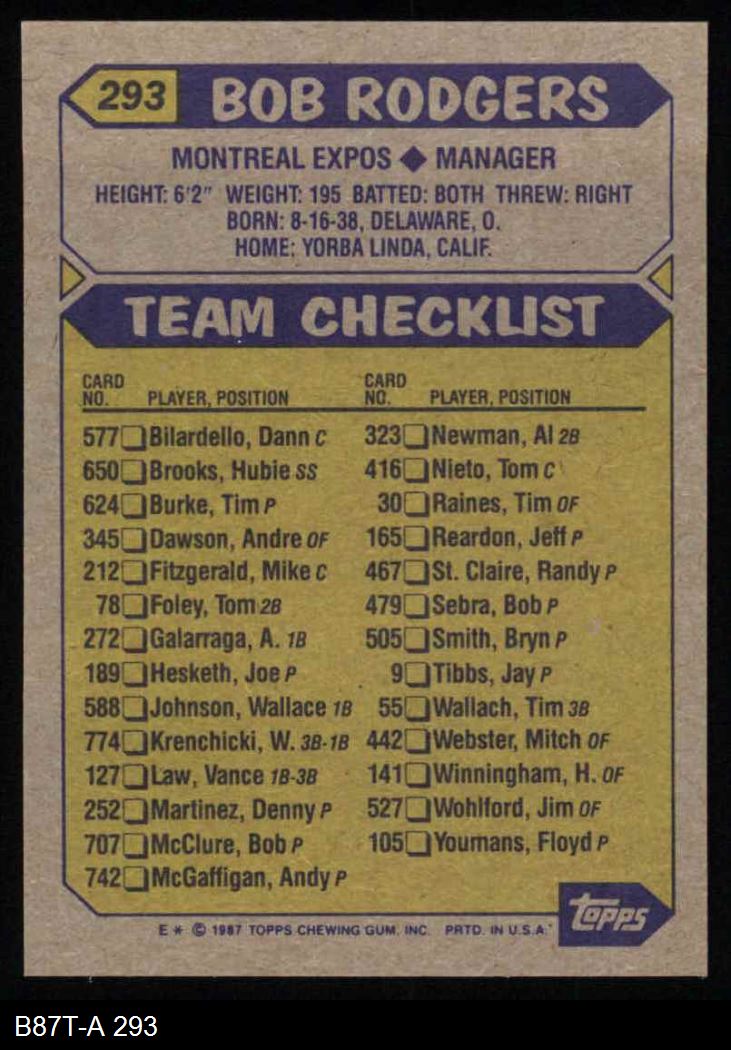 293 BOB RODGERS
MONTREAL EXPOS ◆ MANAGER
HEIGHT: 6'2" WEIGHT: 195 BATTED: BOTH THREW: RIGHT
BORN: 8-16-38, DELAWARE, O.
HOME: YORBA LINDA, CALIF.
TEAM CHECKLIST
CARD
NO. PLAYER, POSITION
577 Bilardello, Dann C
650 Brooks, Hubie SS
624 Burke, Tim P
345 Dawson, Andre OF
212 Fitzgerald, Mike C
78 Foley, Tom 2B
272 Galarraga, A. 1B
189 Hesketh, Joe P
588 Johnson, Wallace 1B
774 Krenchicki, W. 3B-1B
127 Law, Vance 1B-3B
252 Martinez, Denny P
707 McClure, Bob P
742 McGaffigan, Andy P
CARD
NO. PLAYER, POSITION
323 Newman, Al 2B
416 Nieto, Tom C
30 Raines, Tim OF
165 Reardon, Jeff P
467 St. Claire, Randy P
479 Sebra, Bob P
505 Smith, Bryn P
9 Tibbs, Jay P
55 Wallach, Tim 3B
442 Webster, Mitch OF
141 Winningham, H. OF
527 Wohlford, Jim OF
105 Youmans, Floyd P
topps
E * © 1987 TOPPS CHEWING GUM, INC. PRTD. IN U.S.A.
B87T-A 293